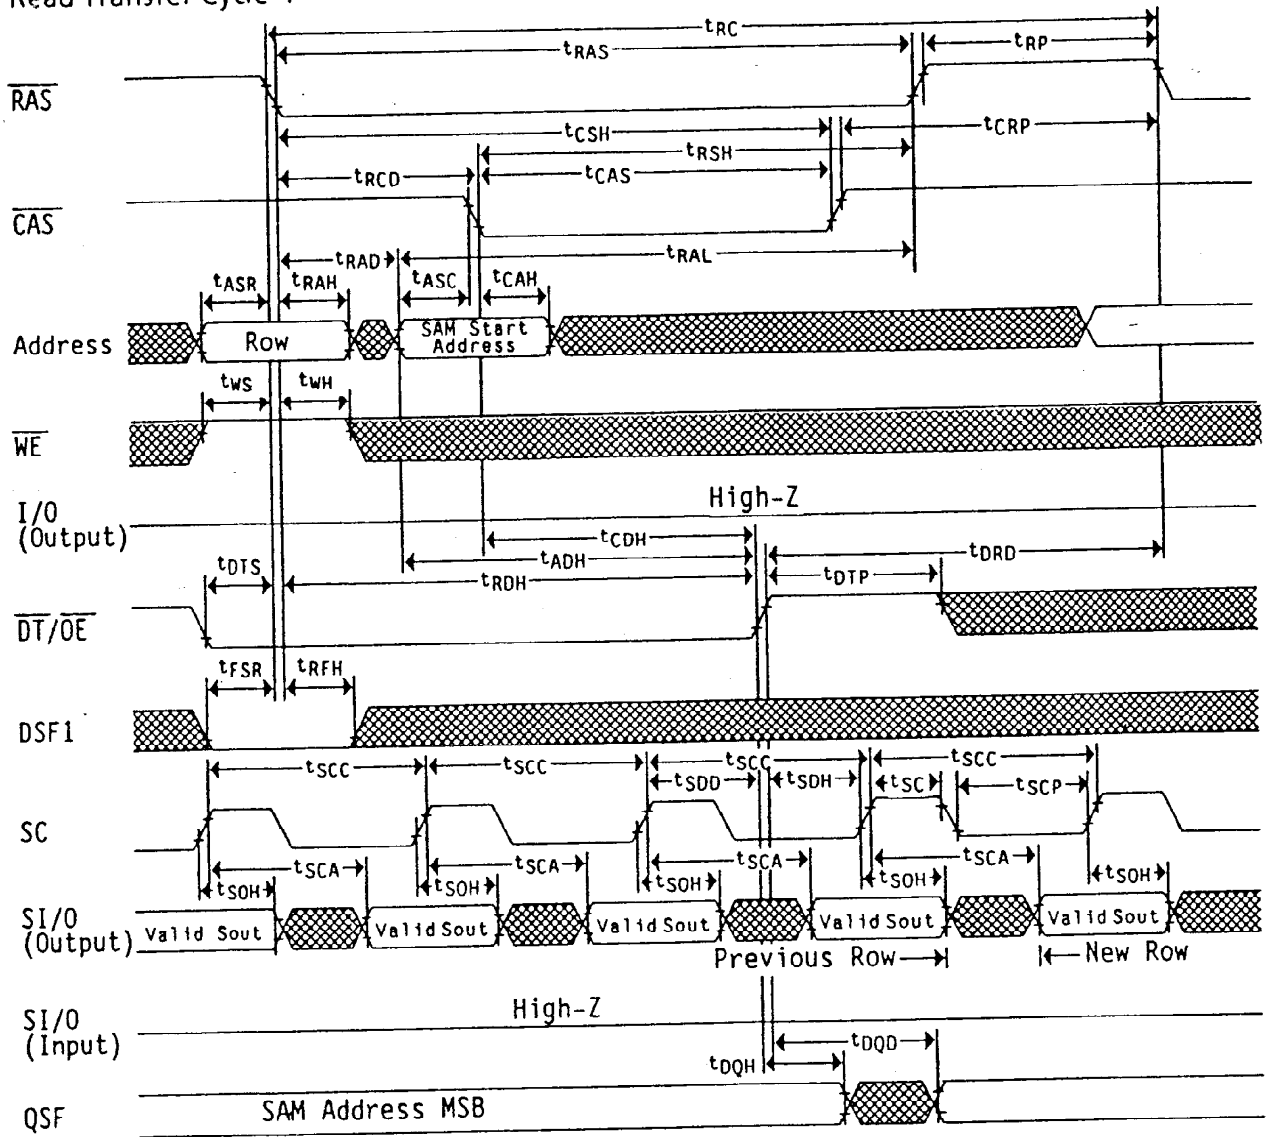 Read Transfer Cycle
tRC
tRAS
tRP
RAS
tCSH
tCRP
tRSH
tRCD
tCAS
CAS
tRAD
tRAL
tASR
tRAH
tASC
tCAH
Address
Row
SAM Start
Address
tWS
tWH
WE
High-Z
I/O
(Output)
tCDH
tADH
tDRD
tDTS
tRDH
tDTP
DT/OE
tFSR
tRFH
DSF1
tSCC
tSCC
tSCC
tSCC
tSDD
tSDH
tSC
tSCP
SC
tSCA
tSCA
tSCA
tSCA
tSOH
tSOH
tSOH
tSOH
tSOH
SI/O
(Output)
Valid Sout
Valid Sout
Valid Sout
Valid Sout
Valid Sout
Previous Row
New Row
High-Z
SI/O
(Input)
tDQD
tDQH
QSF
SAM Address MSB